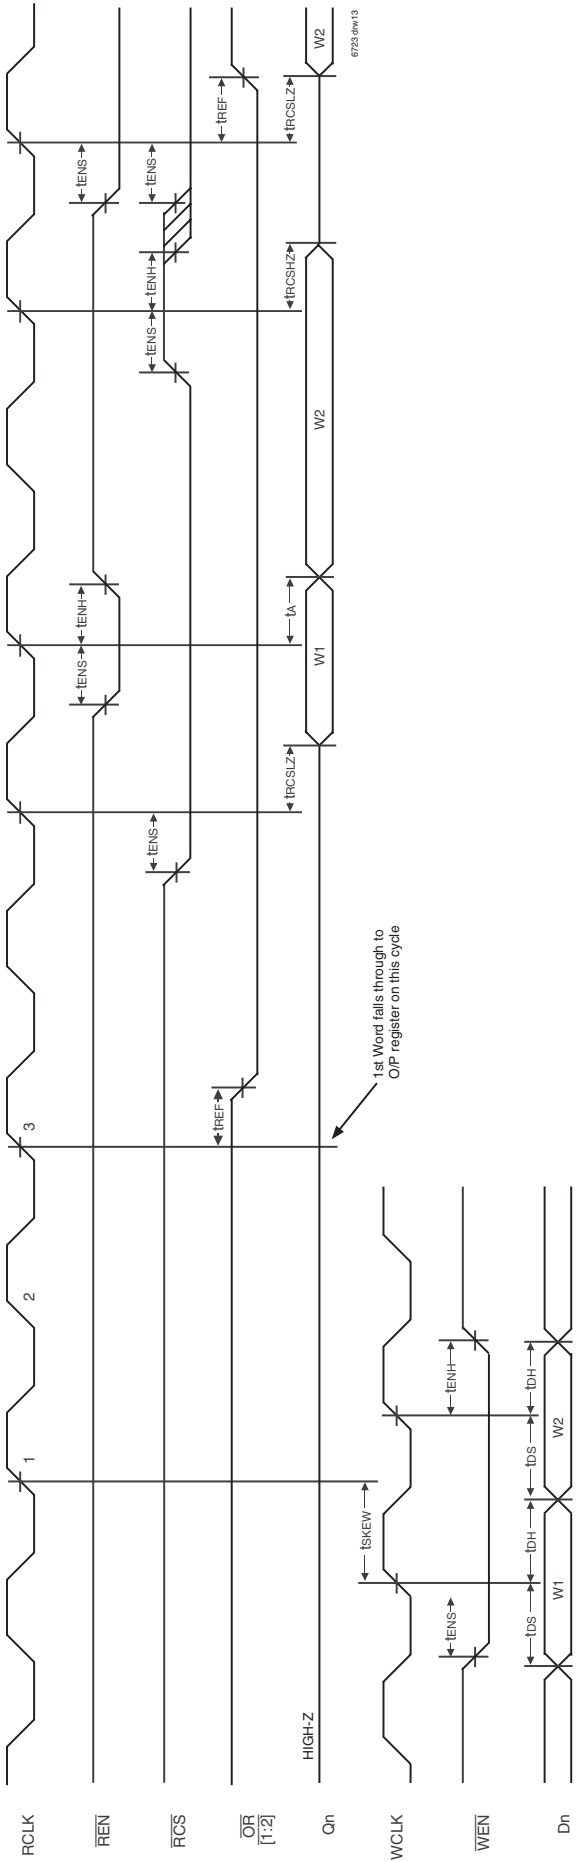 RCLK
1
2
3
REN
tENS
tENH
tENS
RCS
tENS
tENS
tENH
tENS
OR
[1:2]
tREF
tREF
Qn
HIGH-Z
tRCSLZ
tA
tRCSHZ
tRCSLZ
W1
W2
W2
6723 drw13
1st Word falls through to
O/P register on this cycle
tSKEW
WCLK
WEN
tENS
tENH
tDS
tDH
tDS
tDH
Dn
W1
W2